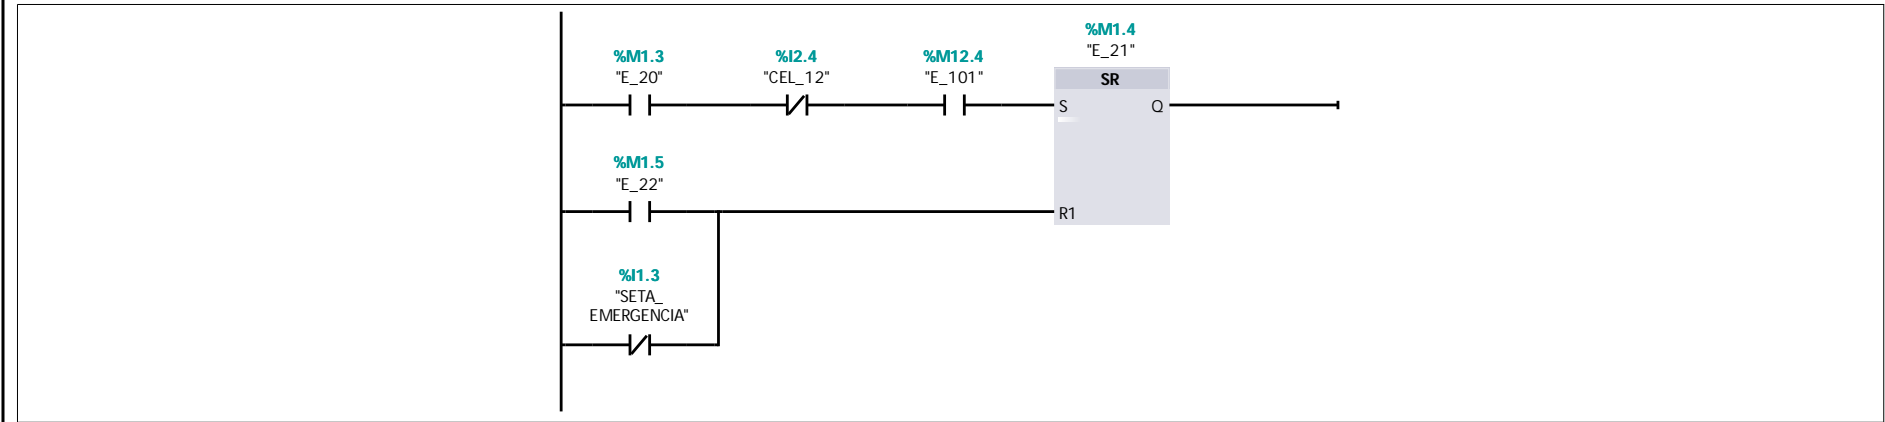 %M1.4
"E_21"
%M1.3
"E_20"
%I2.4
"CEL_12"
%M12.4
"E_101"
SR
S
Q
%M1.5
"E_22"
R1
%I1.3
"SETA_
EMERGENCIA"